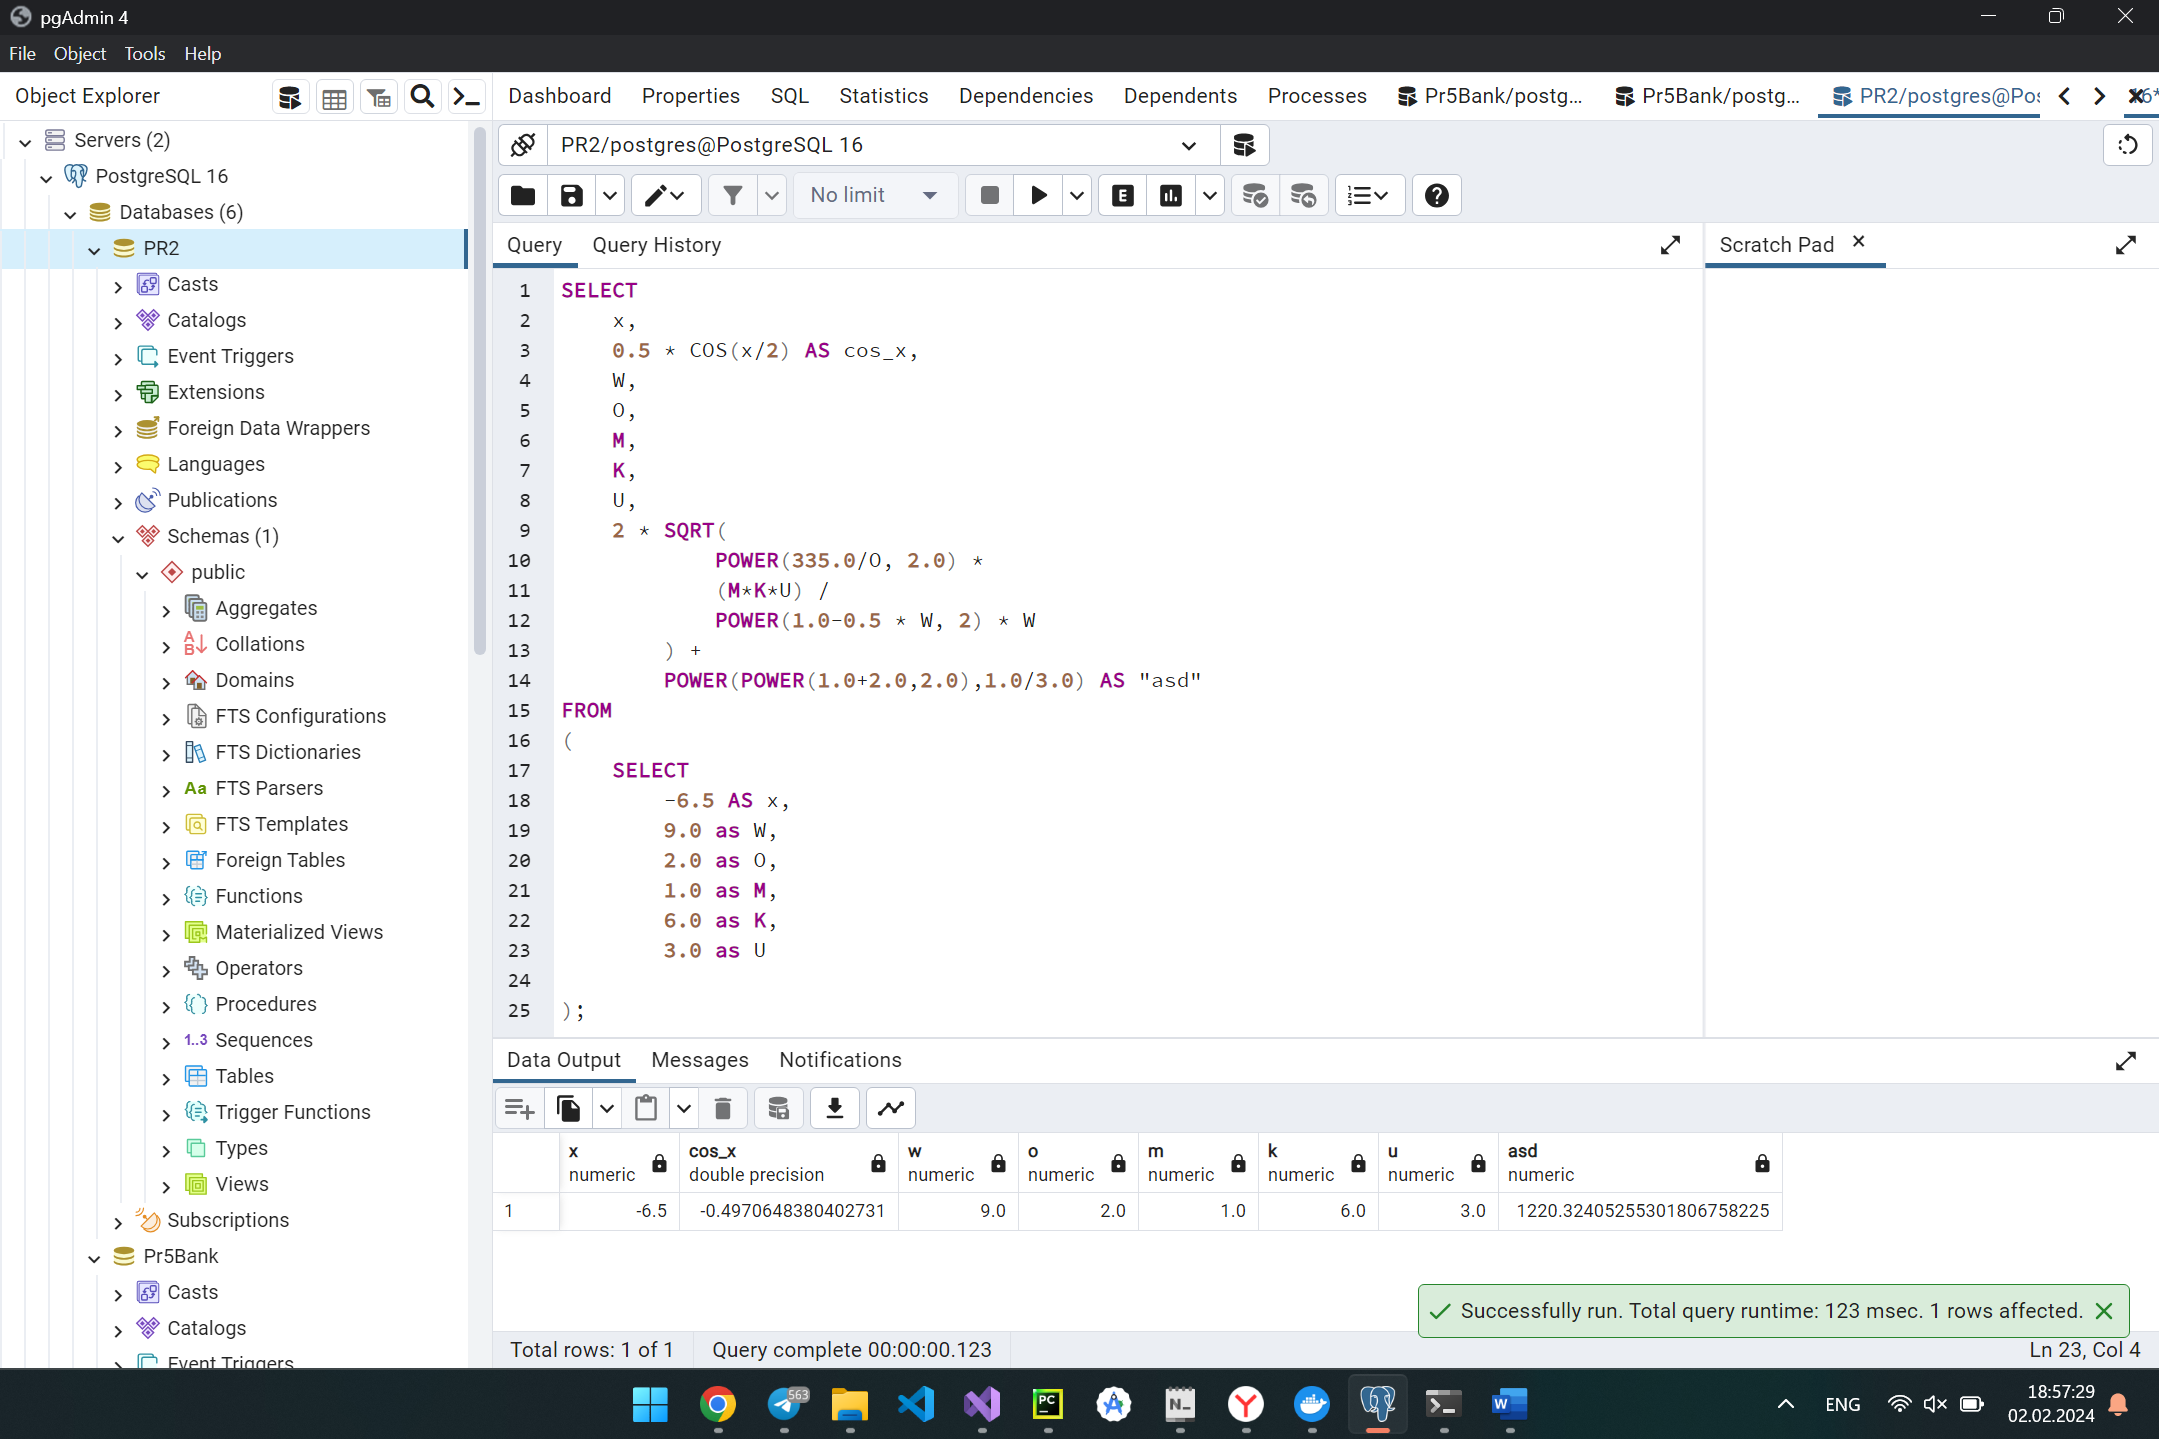 pgAdmin 4
File Object Tools Help
Object Explorer
Dashboard Properties SQL Statistics Dependencies Dependents Processes Pr5Bank/postg... Pr5Bank/postg... PR2/postgres@Pos 16*
Servers (2)
PostgreSQL 16
Databases (6)
PR2
Casts
Catalogs
Event Triggers
Extensions
Foreign Data Wrappers
Languages
Publications
Schemas (1)
public
Aggregates
Collations
Domains
FTS Configurations
FTS Dictionaries
FTS Parsers
FTS Templates
Foreign Tables
Functions
Materialized Views
Operators
Procedures
1..3 Sequences
Tables
Trigger Functions
Types
Views
Subscriptions
Pr5Bank
Casts
Catalogs
Event Triggers
PR2/postgres@PostgreSQL 16
No limit
Query Query History
Scratch Pad
1 SELECT
2 x,
3 0.5 * COS(x/2) AS cos_x,
4 W,
5 O,
6 M,
7 K,
8 U,
9 2 * SQRT(
10 POWER(335.0/O, 2.0) *
11 (M*K*U) /
12 POWER(1.0-0.5 * W, 2) * W
13 ) +
14 POWER(POWER(1.0+2.0,2.0),1.0/3.0) AS "asd"
15 FROM
16 (
17 SELECT
18 -6.5 AS x,
19 9.0 as W,
20 2.0 as O,
21 1.0 as M,
22 6.0 as K,
23 3.0 as U
24
25 );
Data Output Messages Notifications
x cos_x w o m k u asd
numeric double precision numeric numeric numeric numeric numeric numeric
1 -6.5 -0.4970648380402731 9.0 2.0 1.0 6.0 3.0 1220.32405255301806758225
Successfully run. Total query runtime: 123 msec. 1 rows affected.
Total rows: 1 of 1 Query complete 00:00:00.123 Ln 23, Col 4
563
ENG
18:57:29
02.02.2024